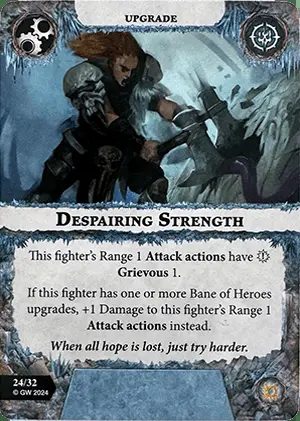 UPGRADE
DESPAIRING STRENGTH
This fighter's Range 1 Attack actions have
Grievous 1.
If this fighter has one or more Bane of Heroes
upgrades, +1 Damage to this fighter's Range 1
Attack actions instead.
When all hope is lost, just try harder.
24/32
© GW 2024